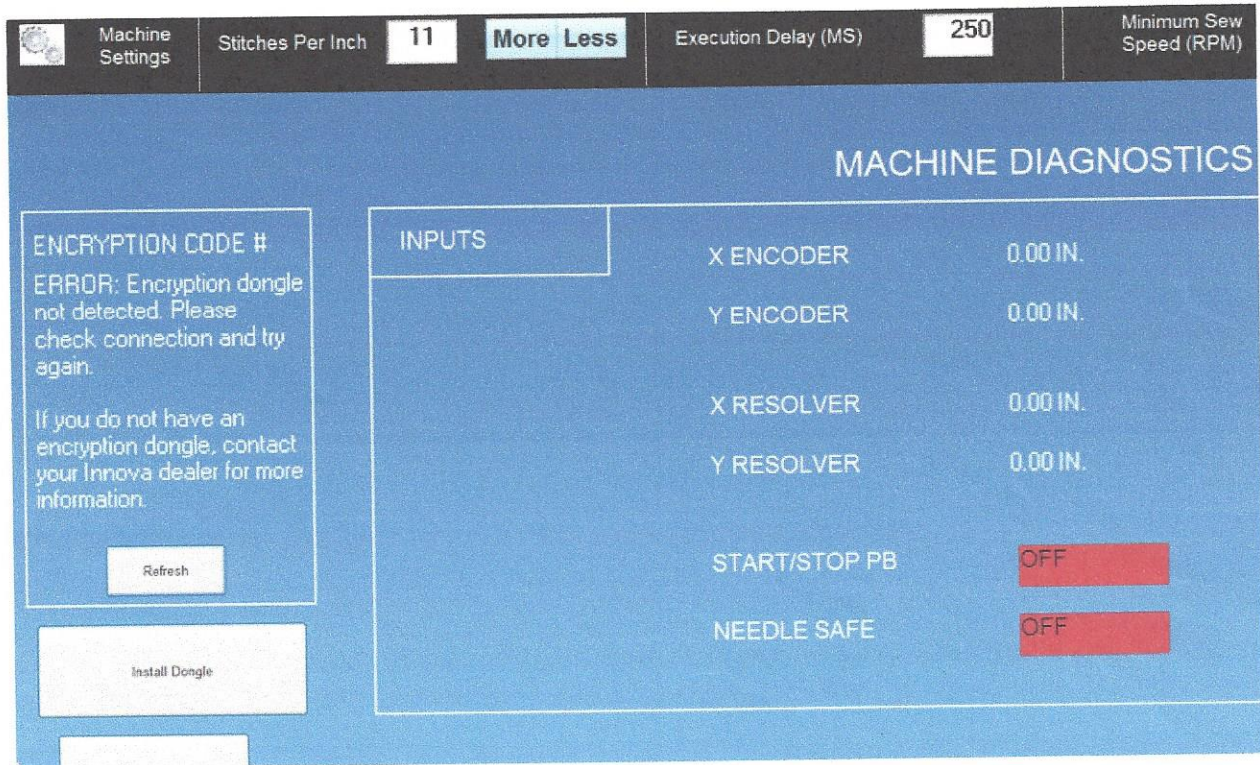 Machine
Settings
Stitches Per Inch
11
More Less
Execution Delay (MS)
250
Minimum Sew
Speed (RPM)
MACHINE DIAGNOSTICS
ENCRYPTION CODE #
ERROR: Encryption dongle
not detected. Please
check connection and try
again.
If you do not have an
encryption dongle, contact
your Innova dealer for more
information.
Refresh
Install Dongle
INPUTS
X ENCODER 0.00 IN.
Y ENCODER 0.00 IN.
X RESOLVER 0.00 IN.
Y RESOLVER 0.00 IN.
START/STOP PB OFF
NEEDLE SAFE OFF